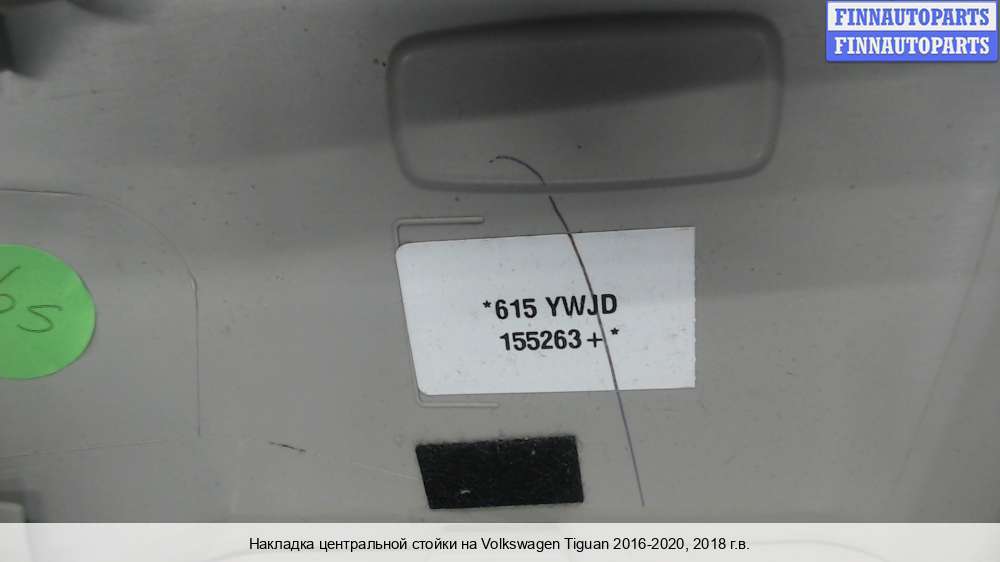 FINNAUTOPARTS
FINNAUTOPARTS
*615 YWJD
155263+*
Накладка центральной стойки на Volkswagen Tiguan 2016-2020, 2018 г.в.